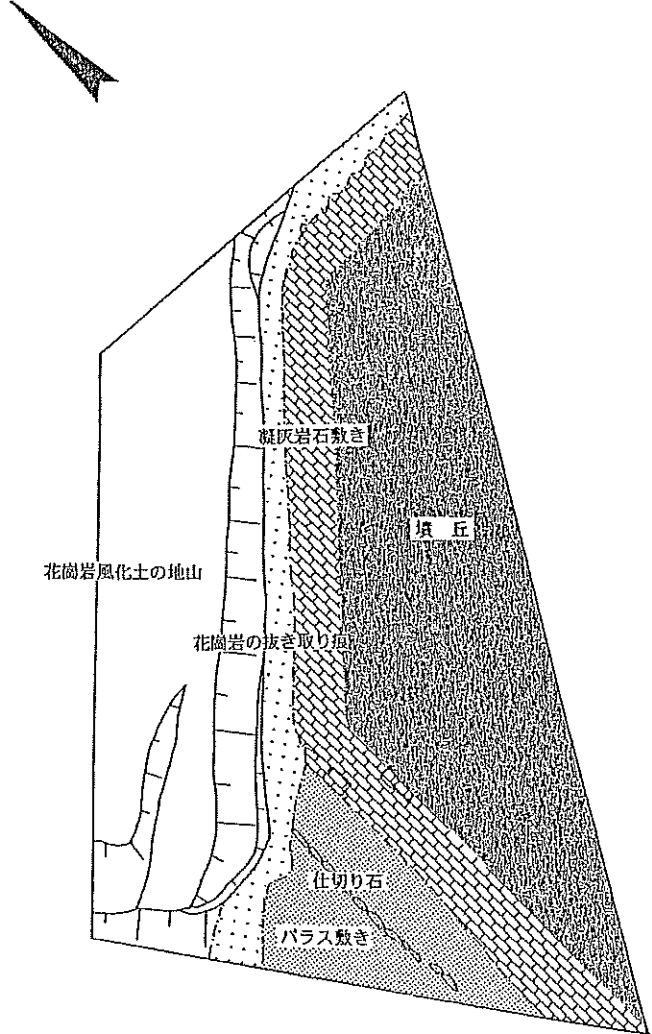 凝灰岩石敷き
墳 丘
花崗岩風化土の地山
花崗岩の抜き取り痕
仕切り石
バラス敷き